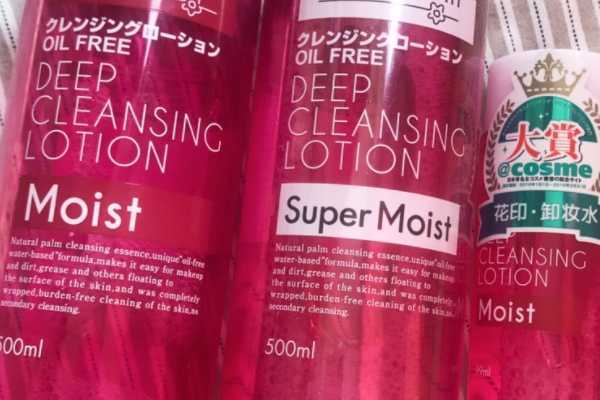 クレンジングローション
OIL FREE
DEEP
CLEANSING
LOTION
Moist
Natural palm cleansing essence,unique"oil-free
water-based"formula,makes it easy for makeup
and dirt,grease and others floating to
the surface of the skin,and was completely
wrapped,burden-free cleaning of the skin,no
secondary cleansing.
500ml
クレンジングローション
OIL FREE
DEEP
CLEANSING
LOTION
Super Moist
Natural palm cleansing essence,unique"oil-free
water-based"formula,makes it easy for makeup
and dirt,grease and others floating to
the surface of the skin,and was completely
wrapped,burden-free cleaning of the skin,no
secondary cleansing.
500ml
大賞
@cosme
花印·卸妆水
DEEP
CLEANSING
LOTION
Moist